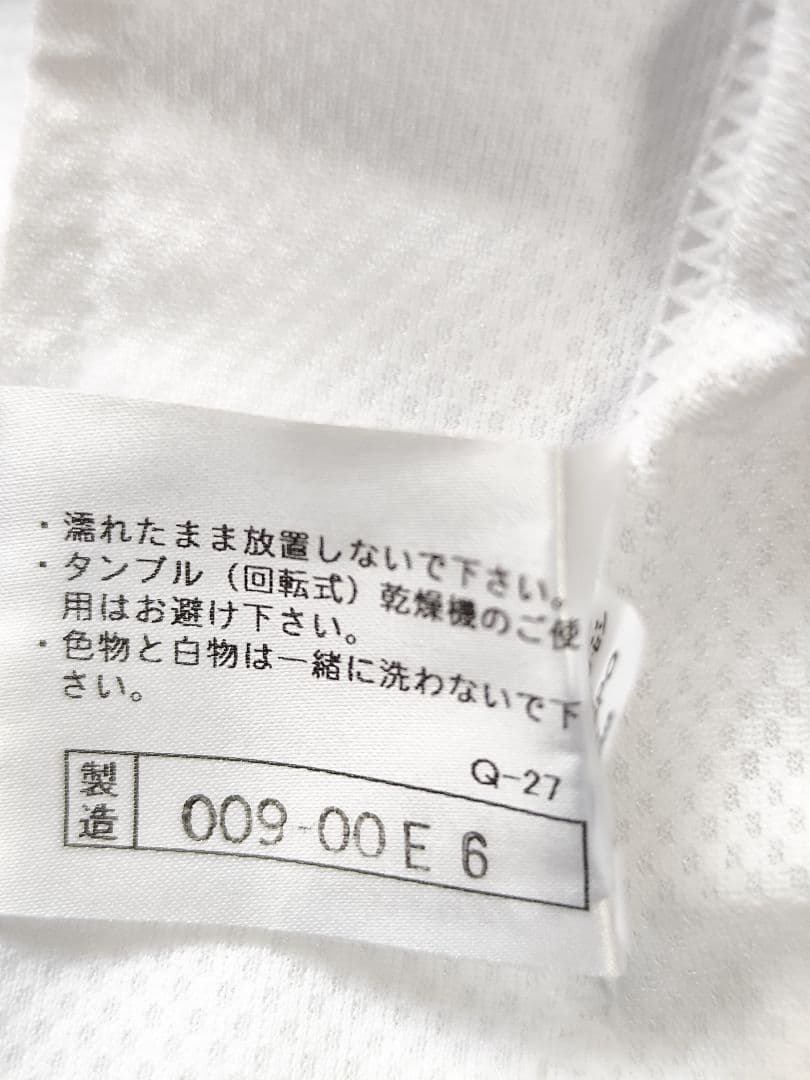 ・濡れたまま放置しないで下さい。
・タンブル（回転式）乾燥機のご使
用はお避け下さい。
・色物と白物は一緒に洗わないで下
さい。
Q-27
製造 009-00 E 6